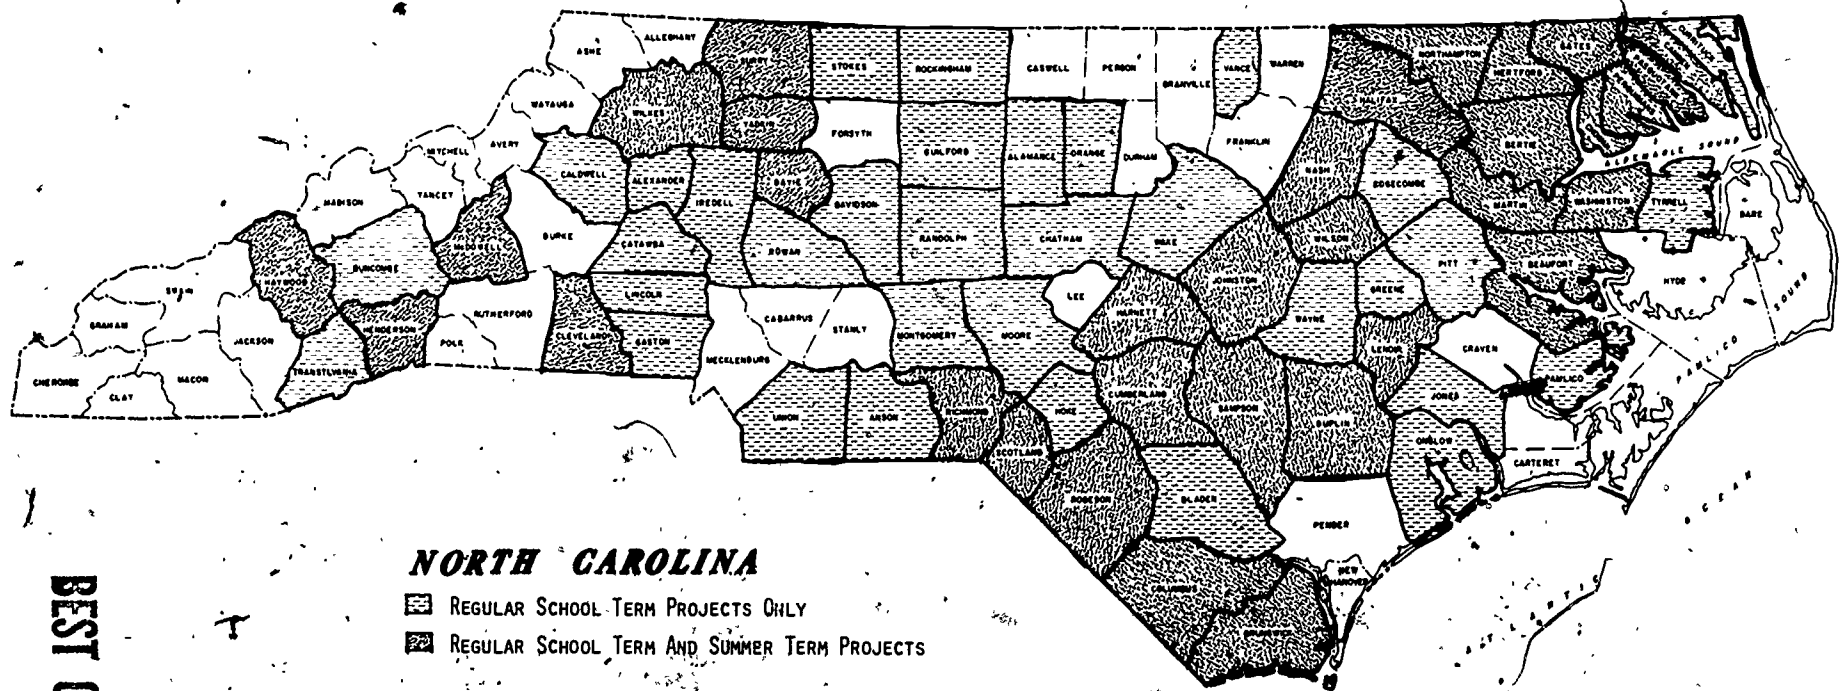 ASHE
ALLEGHANY
SURRY
STOKES
ROCKINGHAM
CASWELL
PERSON
GRANVILLE
VANCE
WARREN
NORTHAMPTON
GATES
HERTFORD
HALIFAX
WATAUGA
WILKES
YADKIN
FORSYTH
GUILFORD
ALAMANCE
ORANGE
DURHAM
FRANKLIN
NASH
EDGECOMBE
BERTIE
ALBEMARLE SOUND
MITCHELL
AVERY
CALDWELL
ALEXANDER
IREDELL
DAVIE
DAVIDSON
MADISON
YANCEY
MCDOWELL
BURKE
CATAWBA
ROWAN
RANDOLPH
CHATHAM
WAKE
WILSON
MARTIN
WASHINGTON
TYRRELL
DARE
SWAIN
HAYWOOD
BUNCOMBE
LINCOLN
LEE
HARNETT
JOHNSTON
WAYNE
GREENE
PITT
BEAUFORT
HYDE
GRAHAM
JACKSON
HENDERSON
POLK
RUTHERFORD
CLEVELAND
GASTON
MECKLENBURG
CABARRUS
STANLY
MONTGOMERY
MOORE
LENOIR
CRAVEN
PAMLICO
PAMLICO SOUND
CHEROKEE
CLAY
MACON
TRANSYLVANIA
UNION
ANSON
RICHMOND
SCOTLAND
HOKE
CUMBERLAND
SAMPSON
DUPLIN
JONES
ONSLOW
CARTERET
ROBESON
BLADEN
PENDER
NEW
HANOVER
COLUMBUS
BRUNSWICK
ATLANTIC OCEAN
NORTH CAROLINA
REGULAR SCHOOL TERM PROJECTS ONLY
REGULAR SCHOOL TERM AND SUMMER TERM PROJECTS
BEST